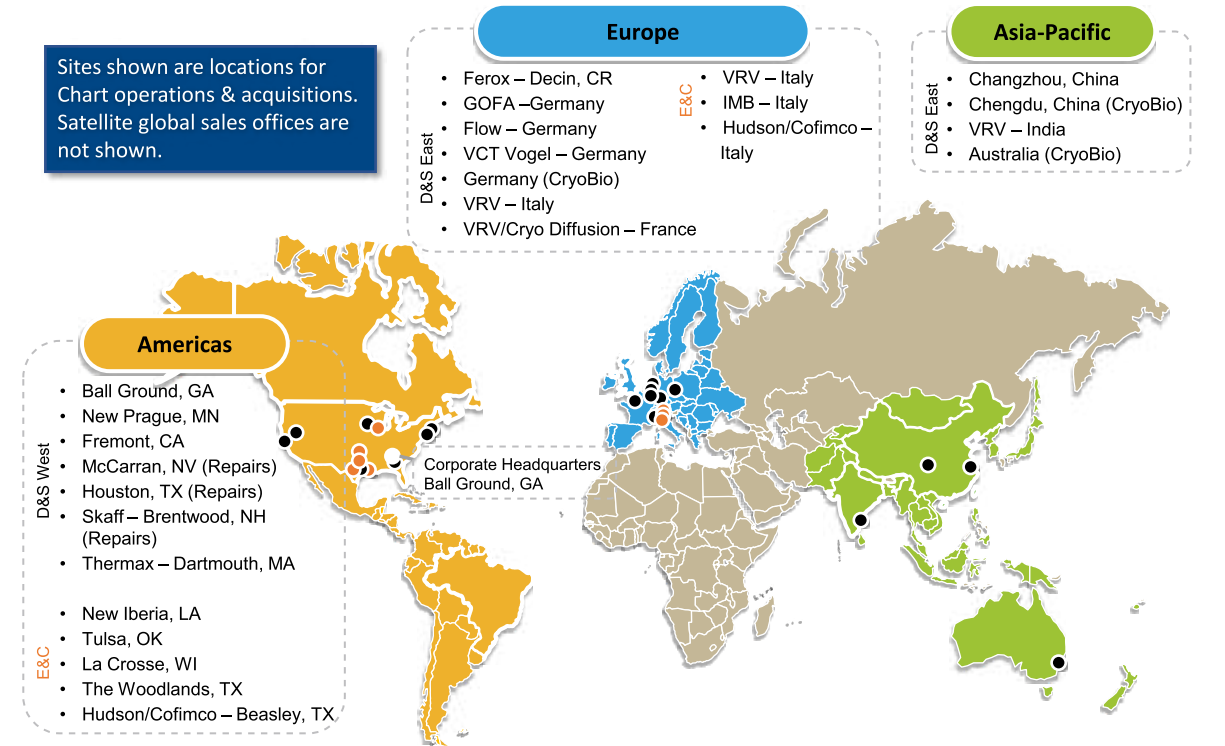 Sites shown are locations for
Chart operations & acquisitions.
Satellite global sales offices are
not shown.
Europe
D&S East
• Ferox – Decin, CR
• GOFA –Germany
• Flow – Germany
• VCT Vogel – Germany
• Germany (CryoBio)
• VRV – Italy
• VRV/Cryo Diffusion – France
E&C
• VRV – Italy
• IMB – Italy
• Hudson/Cofimco –
Italy
Asia-Pacific
D&S East
• Changzhou, China
• Chengdu, China (CryoBio)
• VRV – India
• Australia (CryoBio)
Americas
D&S West
• Ball Ground, GA
• New Prague, MN
• Fremont, CA
• McCarran, NV (Repairs)
• Houston, TX (Repairs)
• Skaff – Brentwood, NH
(Repairs)
• Thermax – Dartmouth, MA
E&C
• New Iberia, LA
• Tulsa, OK
• La Crosse, WI
• The Woodlands, TX
• Hudson/Cofimco – Beasley, TX
Corporate Headquarters
Ball Ground, GA